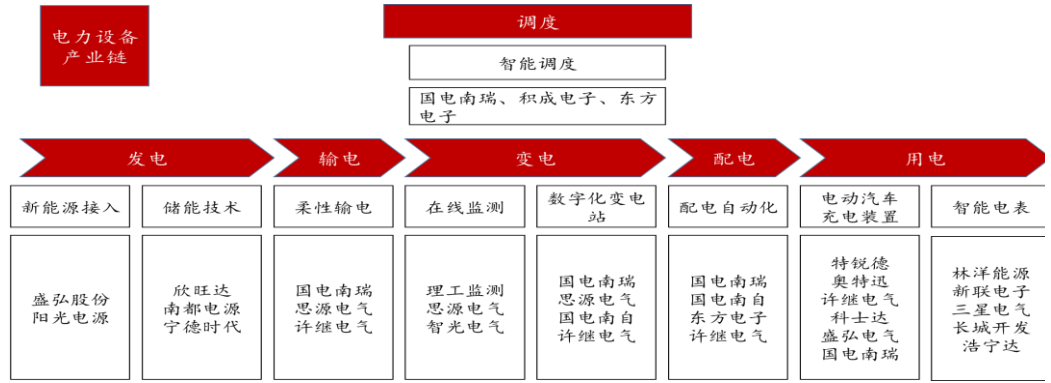 电力设备
产业链
调度
智能调度
国电南瑞、积成电子、东方
电子
发电
输电
变电
配电
用电
新能源接入
储能技术
柔性输电
在线监测
数字化变电
站
配电自动化
电动汽车
充电装置
智能电表
盛弘股份
阳光电源
欣旺达
南都电源
宁德时代
国电南瑞
思源电气
许继电气
理工监测
思源电气
智光电气
国电南瑞
思源电气
国电南自
许继电气
国电南瑞
国电南自
东方电子
许继电气
特锐德
奥特迅
许继电气
科士达
盛弘电气
国电南瑞
林洋能源
新联电子
三星电气
长城开发
浩宁达